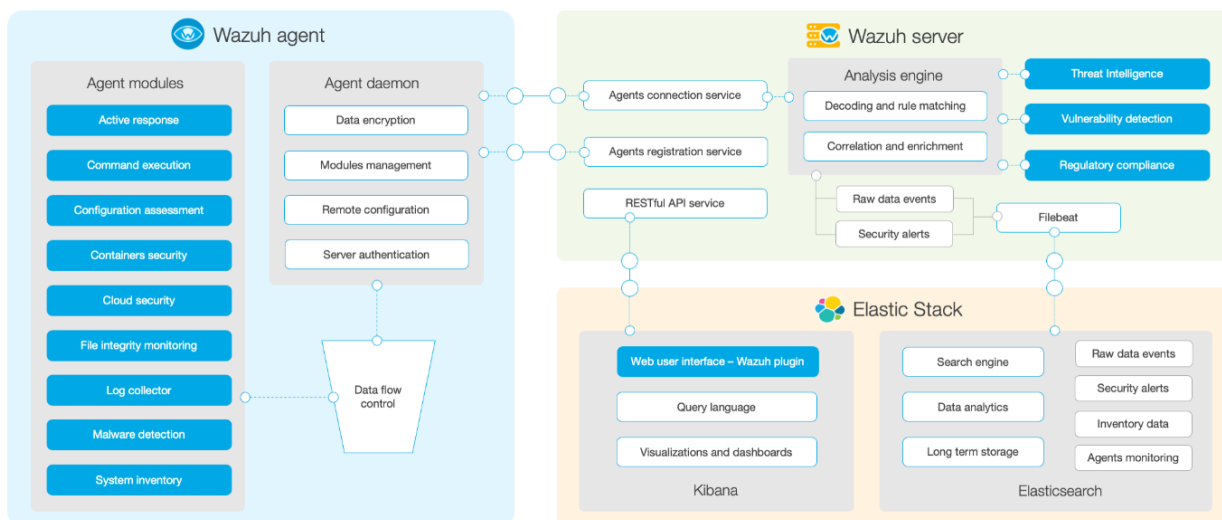 Wazuh agent
Agent modules
Active response
Command execution
Configuration assessment
Containers security
Cloud security
File integrity monitoring
Log collector
Malware detection
System inventory
Agent daemon
Data encryption
Modules management
Remote configuration
Server authentication
Data flow
control
Wazuh server
Agents connection service
Agents registration service
RESTful API service
Analysis engine
Decoding and rule matching
Correlation and enrichment
Raw data events
Security alerts
Threat Intelligence
Vulnerability detection
Regulatory compliance
Filebeat
Elastic Stack
Web user interface – Wazuh plugin
Query language
Visualizations and dashboards
Kibana
Search engine
Data analytics
Long term storage
Raw data events
Security alerts
Inventory data
Agents monitoring
Elasticsearch